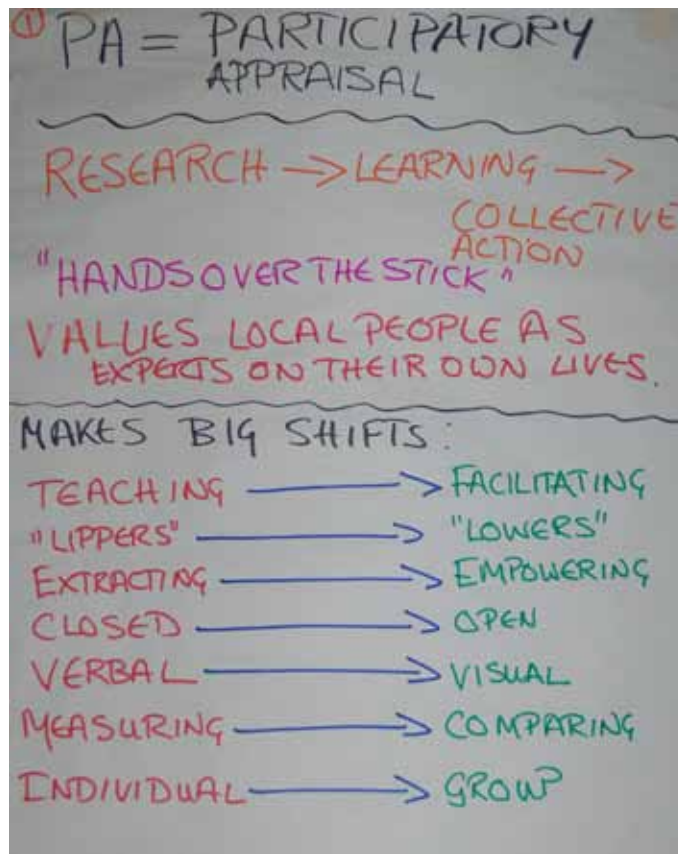 ① PA = PARTICIPATORY
APPRAISAL
RESEARCH → LEARNING →
COLLECTIVE
ACTION
"HANDS OVER THE STICK"
VALUES LOCAL PEOPLE AS
EXPERTS ON THEIR OWN LIVES.
MAKES BIG SHIFTS:
TEACHING → FACILITATING
"UPPERS" → "LOWERS"
EXTRACTING → EMPOWERING
CLOSED → OPEN
VERBAL → VISUAL
MEASURING → COMPARING
INDIVIDUAL → GROUP